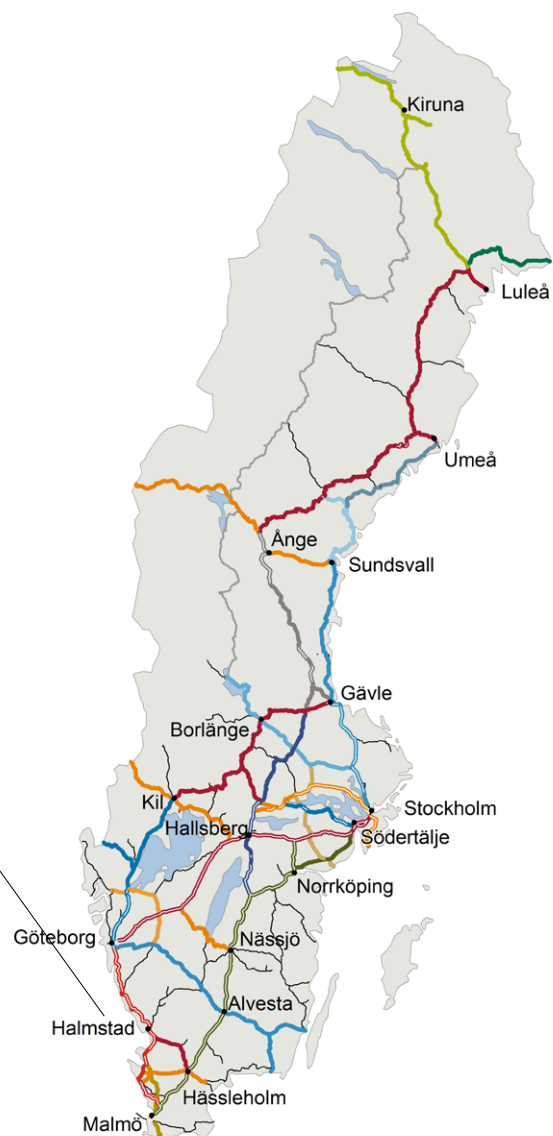 Kiruna
Luleå
Umeå
Ånge
Sundsvall
Gävle
Borlänge
Kil
Stockholm
Hallsberg
Södertälje
Norrköping
Göteborg
Nässjö
Alvesta
Halmstad
Hässleholm
Malmö